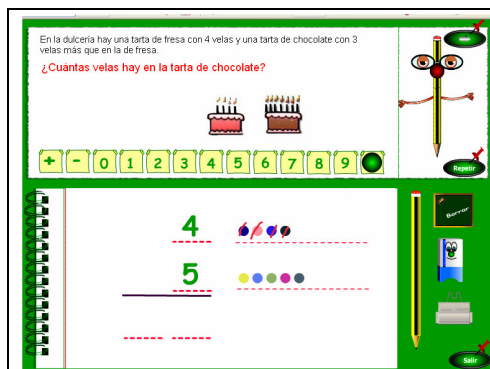 En la dulcería hay una tarta de fresa con 4 velas y una tarta de chocolate con 3
velas más que en la de fresa.
¿Cuántas velas hay en la tarta de chocolate?
+ - 0 1 2 3 4 5 6 7 8 9
Repetir
4
Borrar
5
Salir